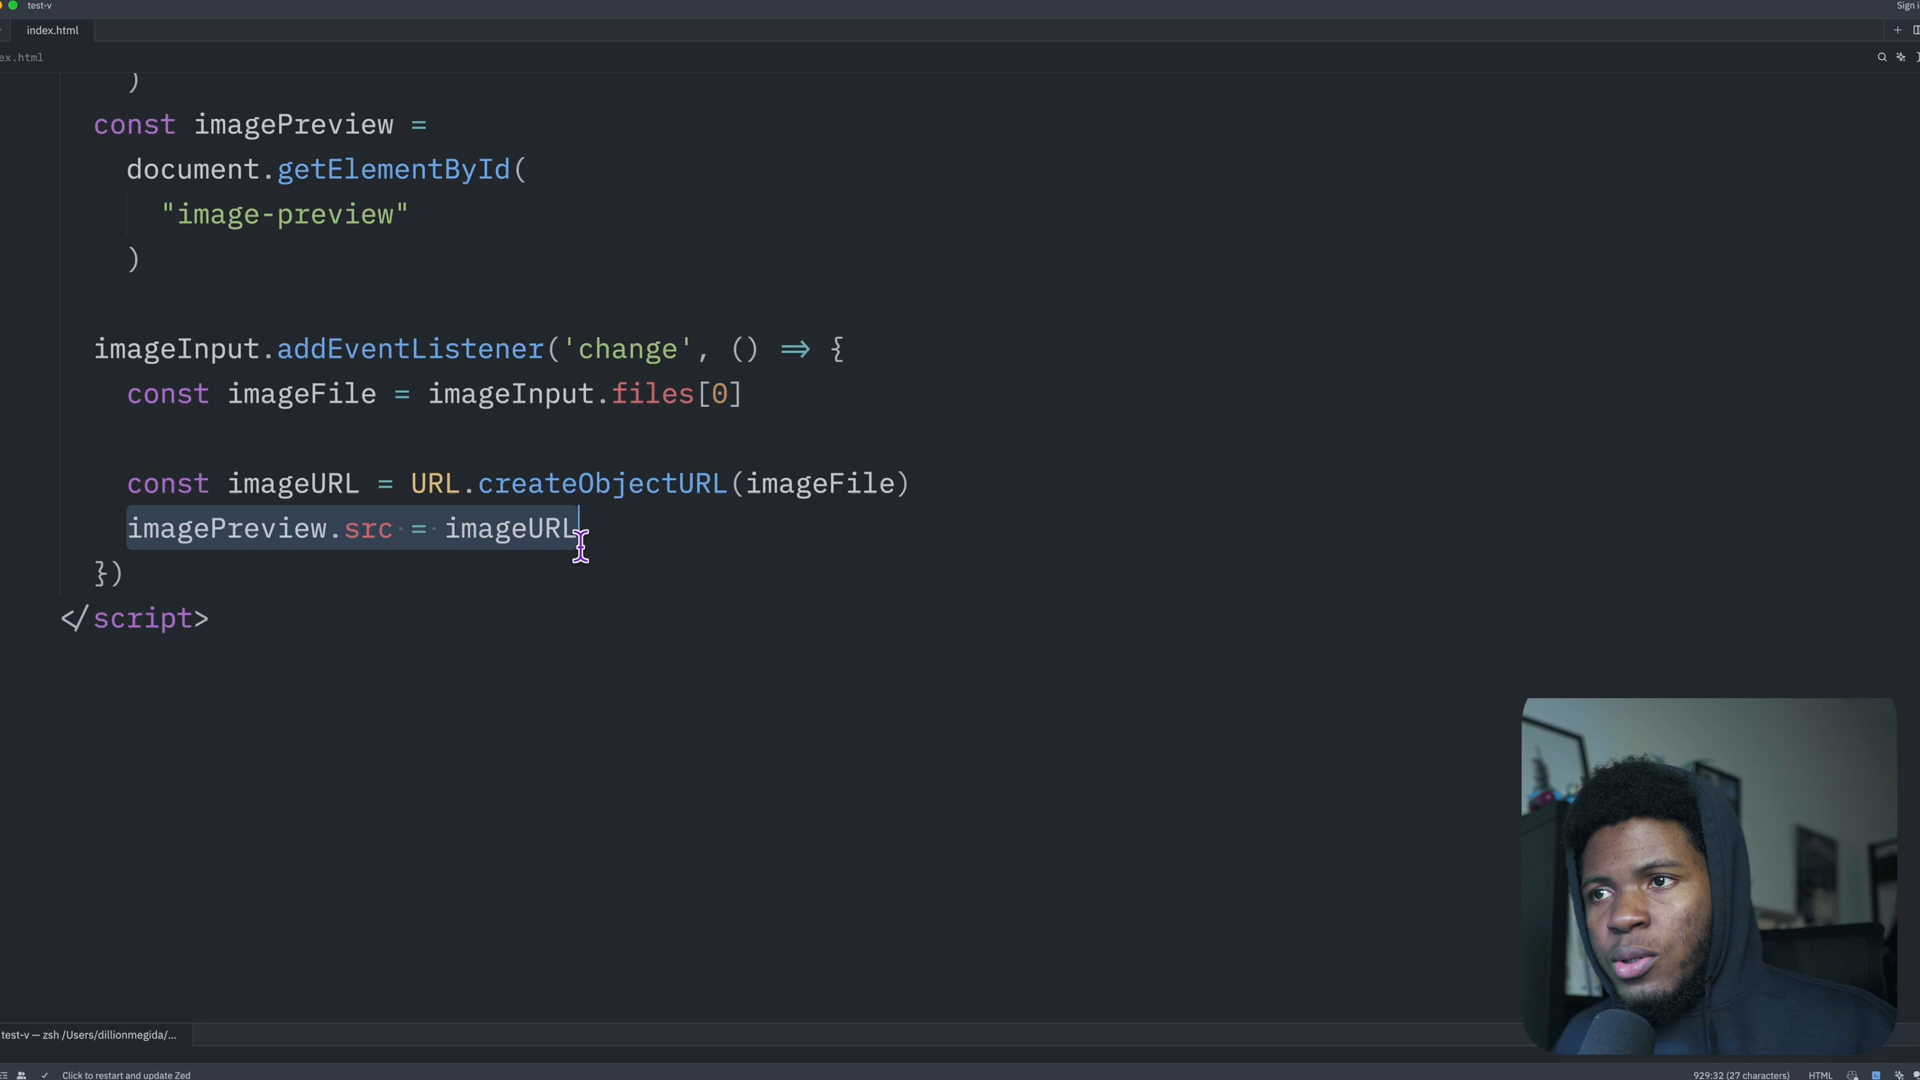 test-v
Sign i
index.html
ex.html
)
const imagePreview =
document.getElementById(
"image-preview"
)
imageInput.addEventListener('change', () => {
const imageFile = imageInput.files[0]
const imageURL = URL.createObjectURL(imageFile)
imagePreview.src = imageURL
})
</script>
test-v — zsh /Users/dillionmegida/...
Click to restart and update Zed
929:32 (27 characters)
HTML